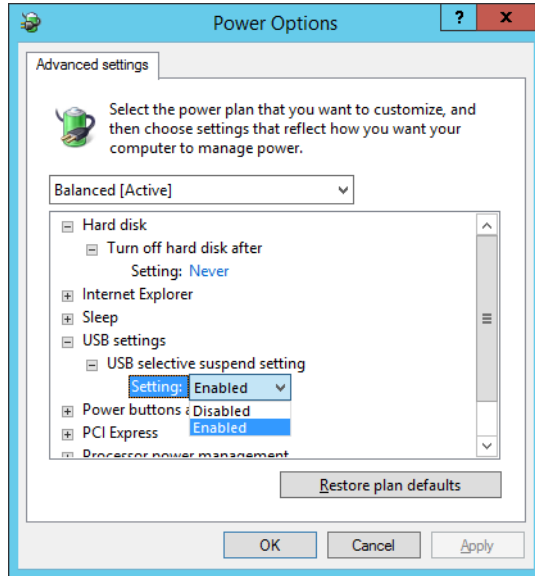 Power Options
?
x
Advanced settings
Select the power plan that you want to customize, and
then choose settings that reflect how you want your
computer to manage power.
Balanced [Active]
Hard disk
Turn off hard disk after
Setting: Never
Internet Explorer
Sleep
USB settings
USB selective suspend setting
Setting: Enabled
Power buttons a
Disabled
Enabled
PCI Express
Processor power management
Restore plan defaults
OK
Cancel
Apply